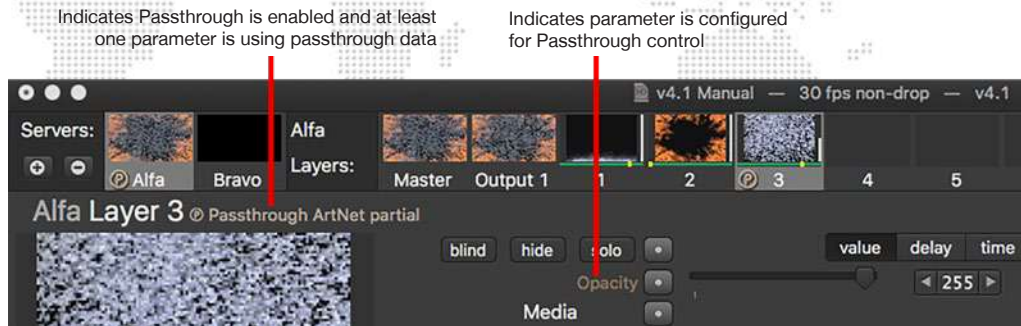 Indicates Passthrough is enabled and at least
one parameter is using passthrough data
Indicates parameter is configured
for Passthrough control
v4.1 Manual — 30 fps non-drop — v4.1
Servers:
Alfa
Layers:
Ⓟ Alfa
Bravo
Master
Output 1
1
2
Ⓟ 3
4
5
Alfa Layer 3 Ⓟ Passthrough ArtNet partial
blind
hide
solo
value
delay
time
Opacity
1
255
Media